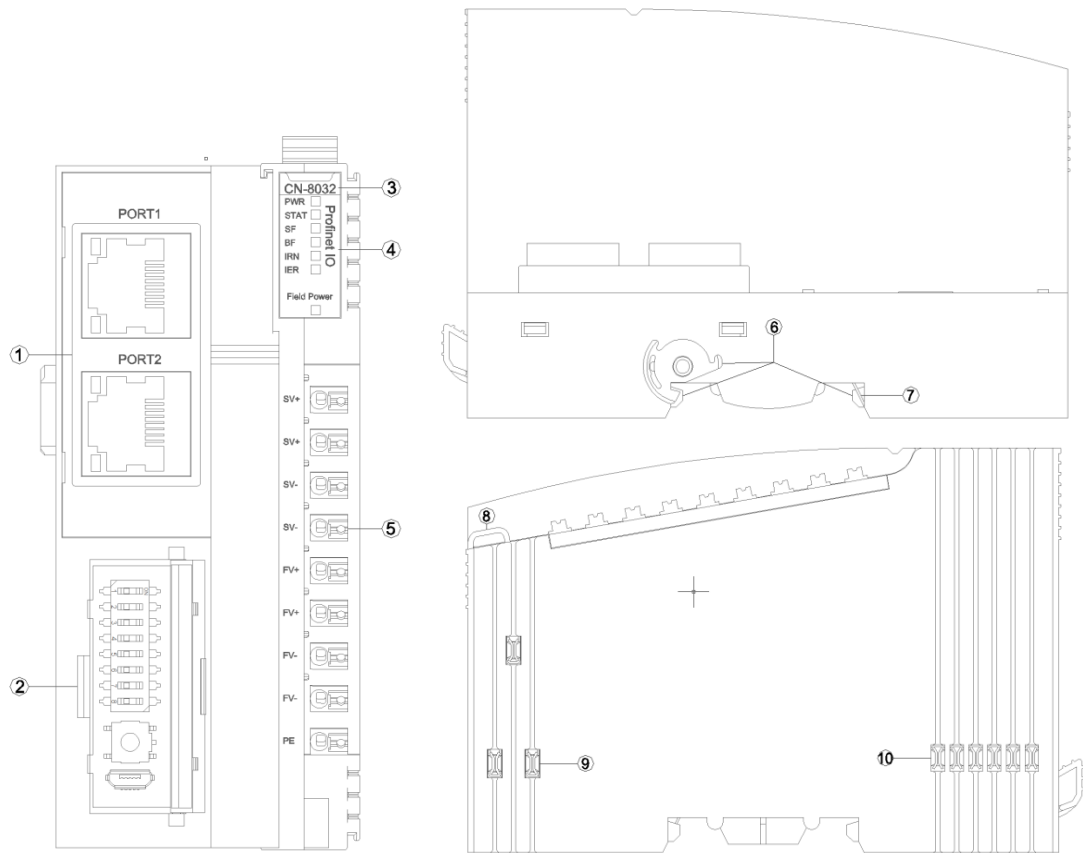 CN-8032
3
PWR
STAT
SF
BF
IRN
IER
Profinet IO
4
Field Power
PORT1
1
PORT2
SV+
SV+
SV-
SV-
5
FV+
FV+
FV-
FV-
PE
2
6
7
8
9
10